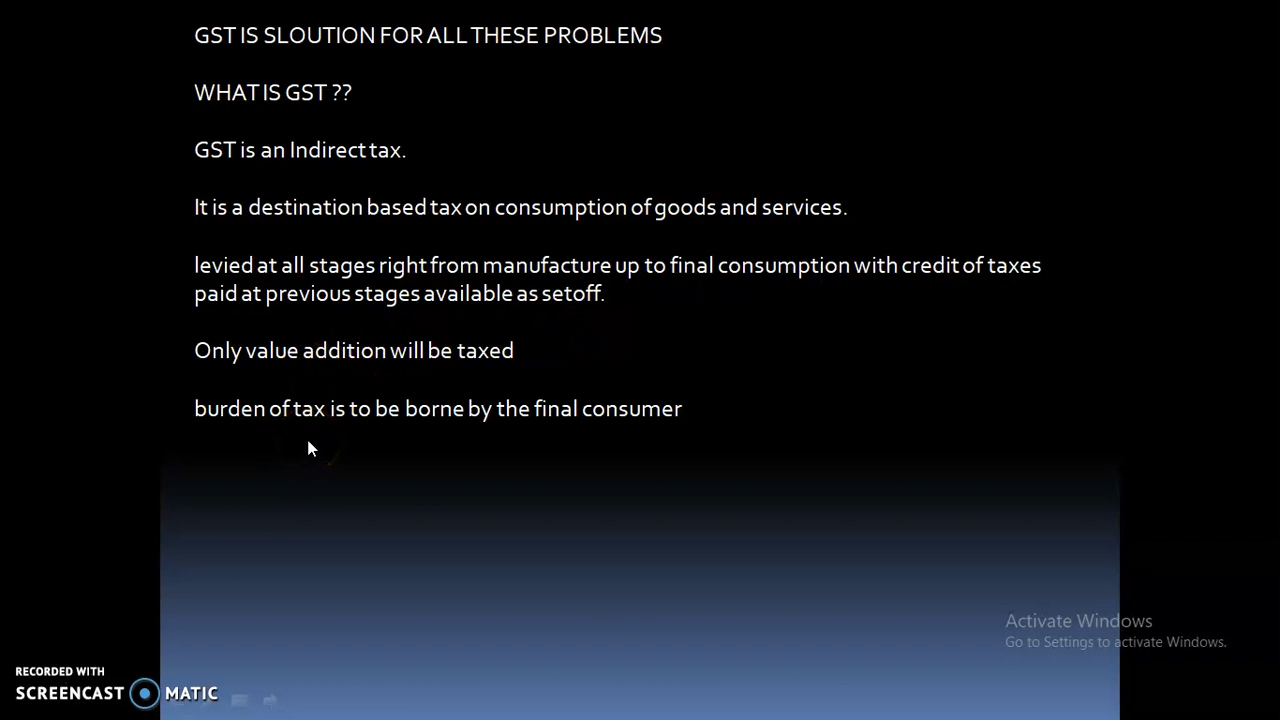 GST IS SLOUTION FOR ALL THESE PROBLEMS
WHAT IS GST ??
GST is an Indirect tax.
It is a destination based tax on consumption of goods and services.
levied at all stages right from manufacture up to final consumption with credit of taxes
paid at previous stages available as setoff.
Only value addition will be taxed
burden of tax is to be borne by the final consumer
Activate Windows
Go to Settings to activate Windows.
RECORDED WITH
SCREENCAST MATIC